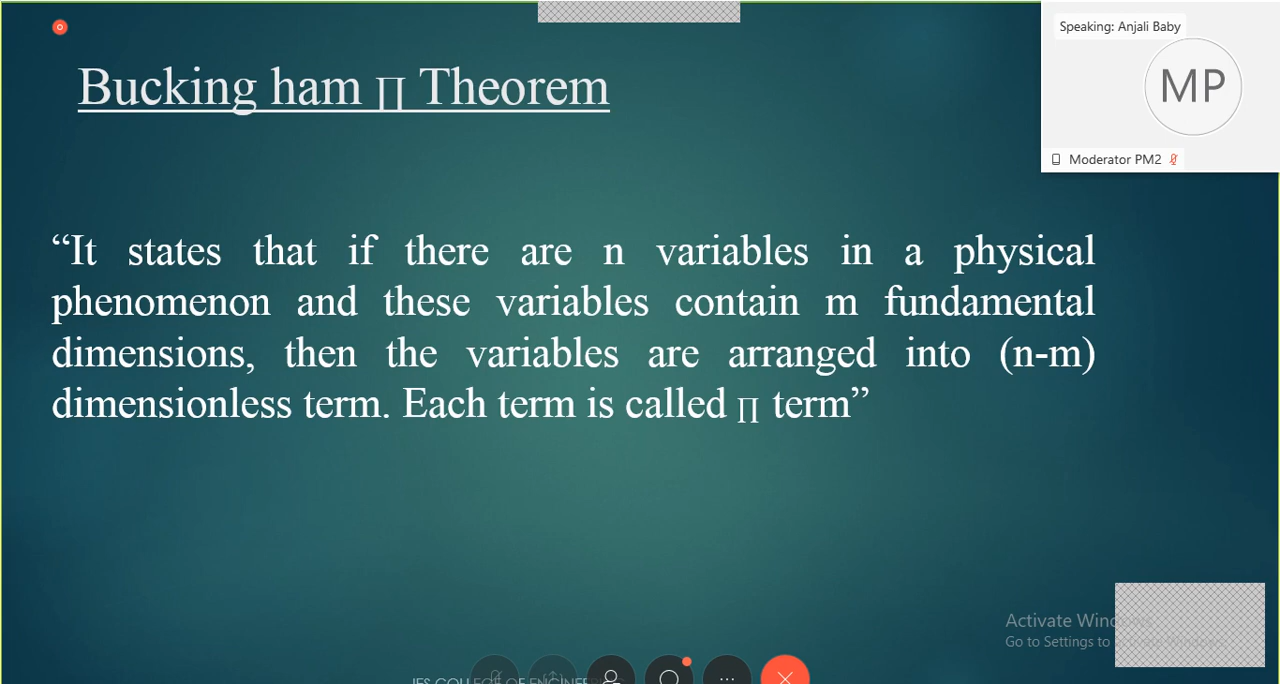 Speaking: Anjali Baby
MP
Moderator PM2
Bucking ham ∏ Theorem
“It states that if there are n variables in a physical
phenomenon and these variables contain m fundamental
dimensions, then the variables are arranged into (n-m)
dimensionless term. Each term is called ∏ term”
Activate
Go to Settings to
COLLEGE OF